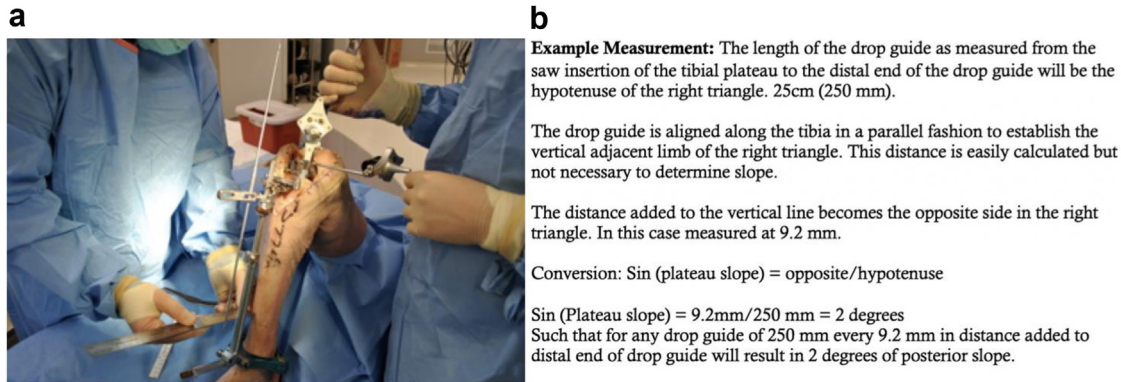 a
b
Example Measurement: The length of the drop guide as measured from the
saw insertion of the tibial plateau to the distal end of the drop guide will be the
hypotenuse of the right triangle. 25cm (250 mm).
The drop guide is aligned along the tibia in a parallel fashion to establish the
vertical adjacent limb of the right triangle. This distance is easily calculated but
not necessary to determine slope.
The distance added to the vertical line becomes the opposite side in the right
triangle. In this case measured at 9.2 mm.
Conversion: Sin (plateau slope) = opposite/hypotenuse
Sin (Plateau slope) = 9.2mm/250 mm = 2 degrees
Such that for any drop guide of 250 mm every 9.2 mm in distance added to
distal end of drop guide will result in 2 degrees of posterior slope.